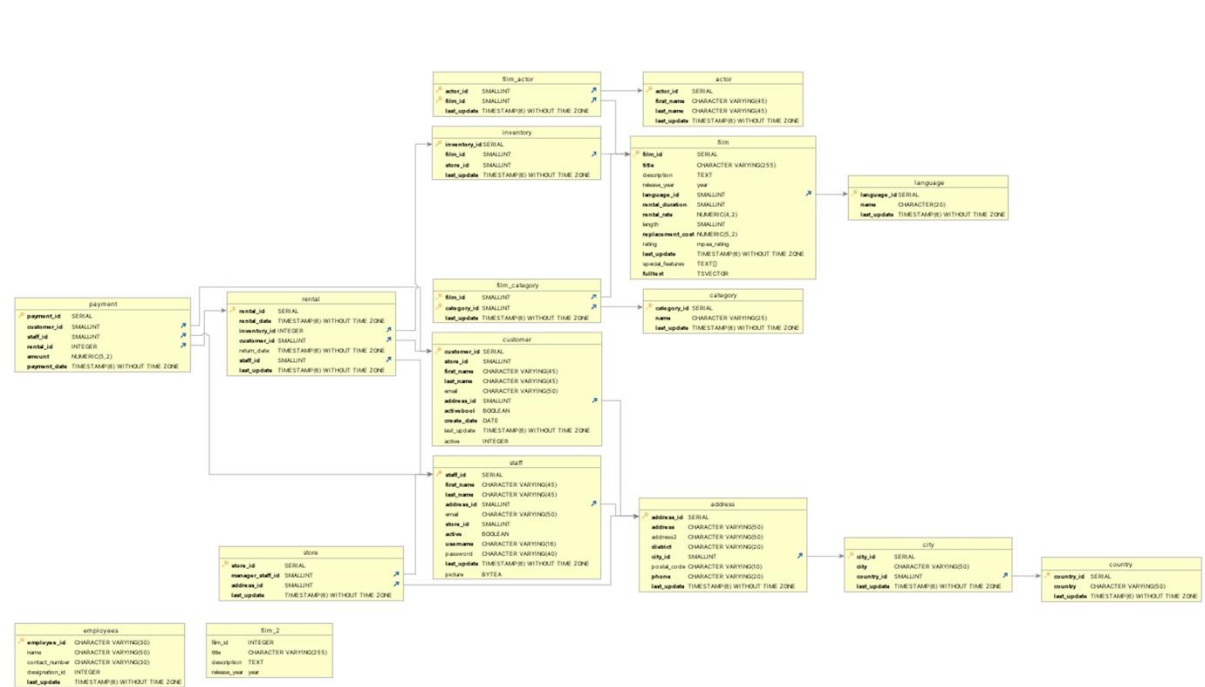 film_actor
actor_id SMALLINT
film_id SMALLINT
last_update TIMESTAMP(6) WITHOUT TIME ZONE
actor
actor_id SERIAL
first_name CHARACTER VARYING(45)
last_name CHARACTER VARYING(45)
last_update TIMESTAMP(6) WITHOUT TIME ZONE
inventory
inventory_id SERIAL
film_id SMALLINT
store_id SMALLINT
last_update TIMESTAMP(6) WITHOUT TIME ZONE
film
film_id SERIAL
title CHARACTER VARYING(255)
description TEXT
release_year year
language_id SMALLINT
rental_duration SMALLINT
rental_rate NUMERIC(4,2)
length SMALLINT
replacement_cost NUMERIC(5,2)
rating mpaa_rating
last_update TIMESTAMP(6) WITHOUT TIME ZONE
special_features TEXT[]
fulltext TSVECTOR
language
language_id SERIAL
name CHARACTER(20)
last_update TIMESTAMP(6) WITHOUT TIME ZONE
film_category
film_id SMALLINT
category_id SMALLINT
last_update TIMESTAMP(6) WITHOUT TIME ZONE
category
category_id SERIAL
name CHARACTER VARYING(25)
last_update TIMESTAMP(6) WITHOUT TIME ZONE
payment
payment_id SERIAL
customer_id SMALLINT
staff_id SMALLINT
rental_id INTEGER
amount NUMERIC(5,2)
payment_date TIMESTAMP(6) WITHOUT TIME ZONE
rental
rental_id SERIAL
rental_date TIMESTAMP(6) WITHOUT TIME ZONE
inventory_id INTEGER
customer_id SMALLINT
return_date TIMESTAMP(6) WITHOUT TIME ZONE
staff_id SMALLINT
last_update TIMESTAMP(6) WITHOUT TIME ZONE
customer
customer_id SERIAL
store_id SMALLINT
first_name CHARACTER VARYING(45)
last_name CHARACTER VARYING(45)
email CHARACTER VARYING(50)
address_id SMALLINT
activebool BOOLEAN
create_date DATE
last_update TIMESTAMP(6) WITHOUT TIME ZONE
active INTEGER
staff
staff_id SERIAL
first_name CHARACTER VARYING(45)
last_name CHARACTER VARYING(45)
address_id SMALLINT
email CHARACTER VARYING(50)
store_id SMALLINT
active BOOLEAN
username CHARACTER VARYING(16)
password CHARACTER VARYING(40)
last_update TIMESTAMP(6) WITHOUT TIME ZONE
picture BYTEA
address
address_id SERIAL
address CHARACTER VARYING(50)
address2 CHARACTER VARYING(50)
district CHARACTER VARYING(20)
city_id SMALLINT
postal_code CHARACTER VARYING(10)
phone CHARACTER VARYING(20)
last_update TIMESTAMP(6) WITHOUT TIME ZONE
store
store_id SERIAL
manager_staff_id SMALLINT
address_id SMALLINT
last_update TIMESTAMP(6) WITHOUT TIME ZONE
city
city_id SERIAL
city CHARACTER VARYING(50)
country_id SMALLINT
last_update TIMESTAMP(6) WITHOUT TIME ZONE
country
country_id SERIAL
country CHARACTER VARYING(50)
last_update TIMESTAMP(6) WITHOUT TIME ZONE
employees
employee_id CHARACTER VARYING(30)
name CHARACTER VARYING(50)
contact_number CHARACTER VARYING(30)
designation_id INTEGER
last_update TIMESTAMP(6) WITHOUT TIME ZONE
film_2
film_id INTEGER
title CHARACTER VARYING(255)
description TEXT
release_year year